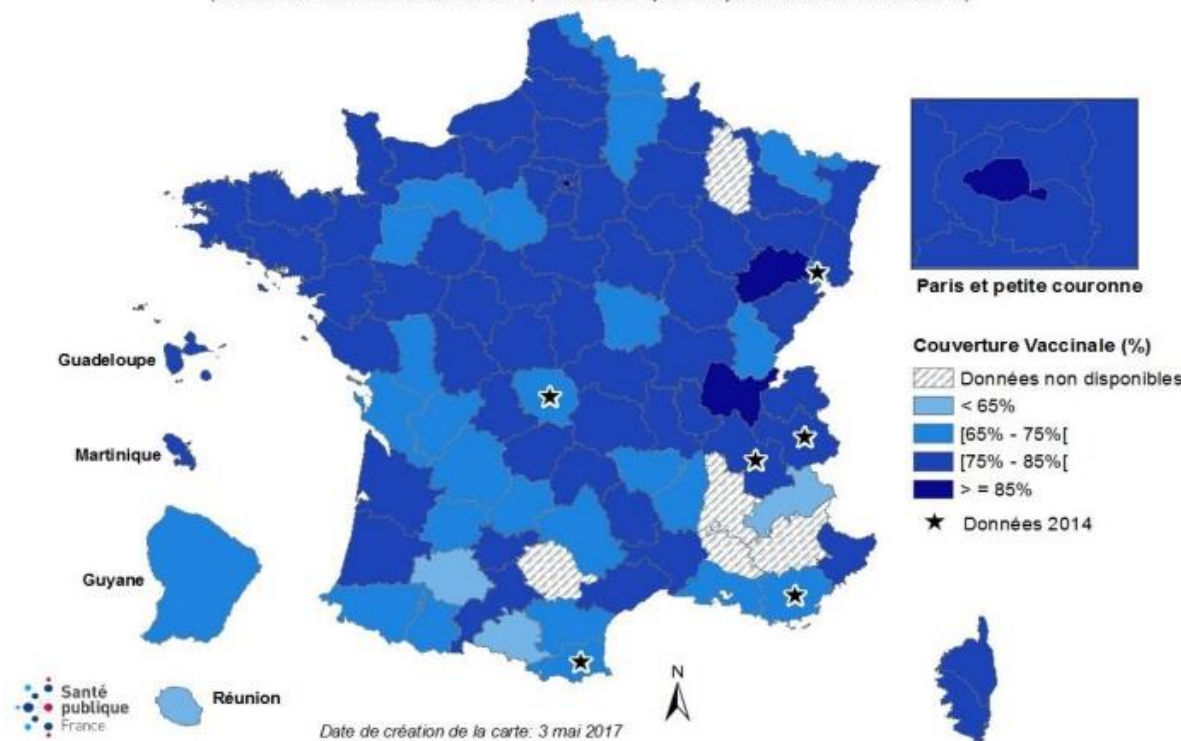 Guadeloupe
Martinique
Guyane
Réunion
Santé
publique
France
Date de création de la carte: 3 mai 2017
N
Paris et petite couronne
Couverture Vaccinale (%)
Données non disponibles
< 65%
[65% - 75%[
[75% - 85%[
> = 85%
Données 2014